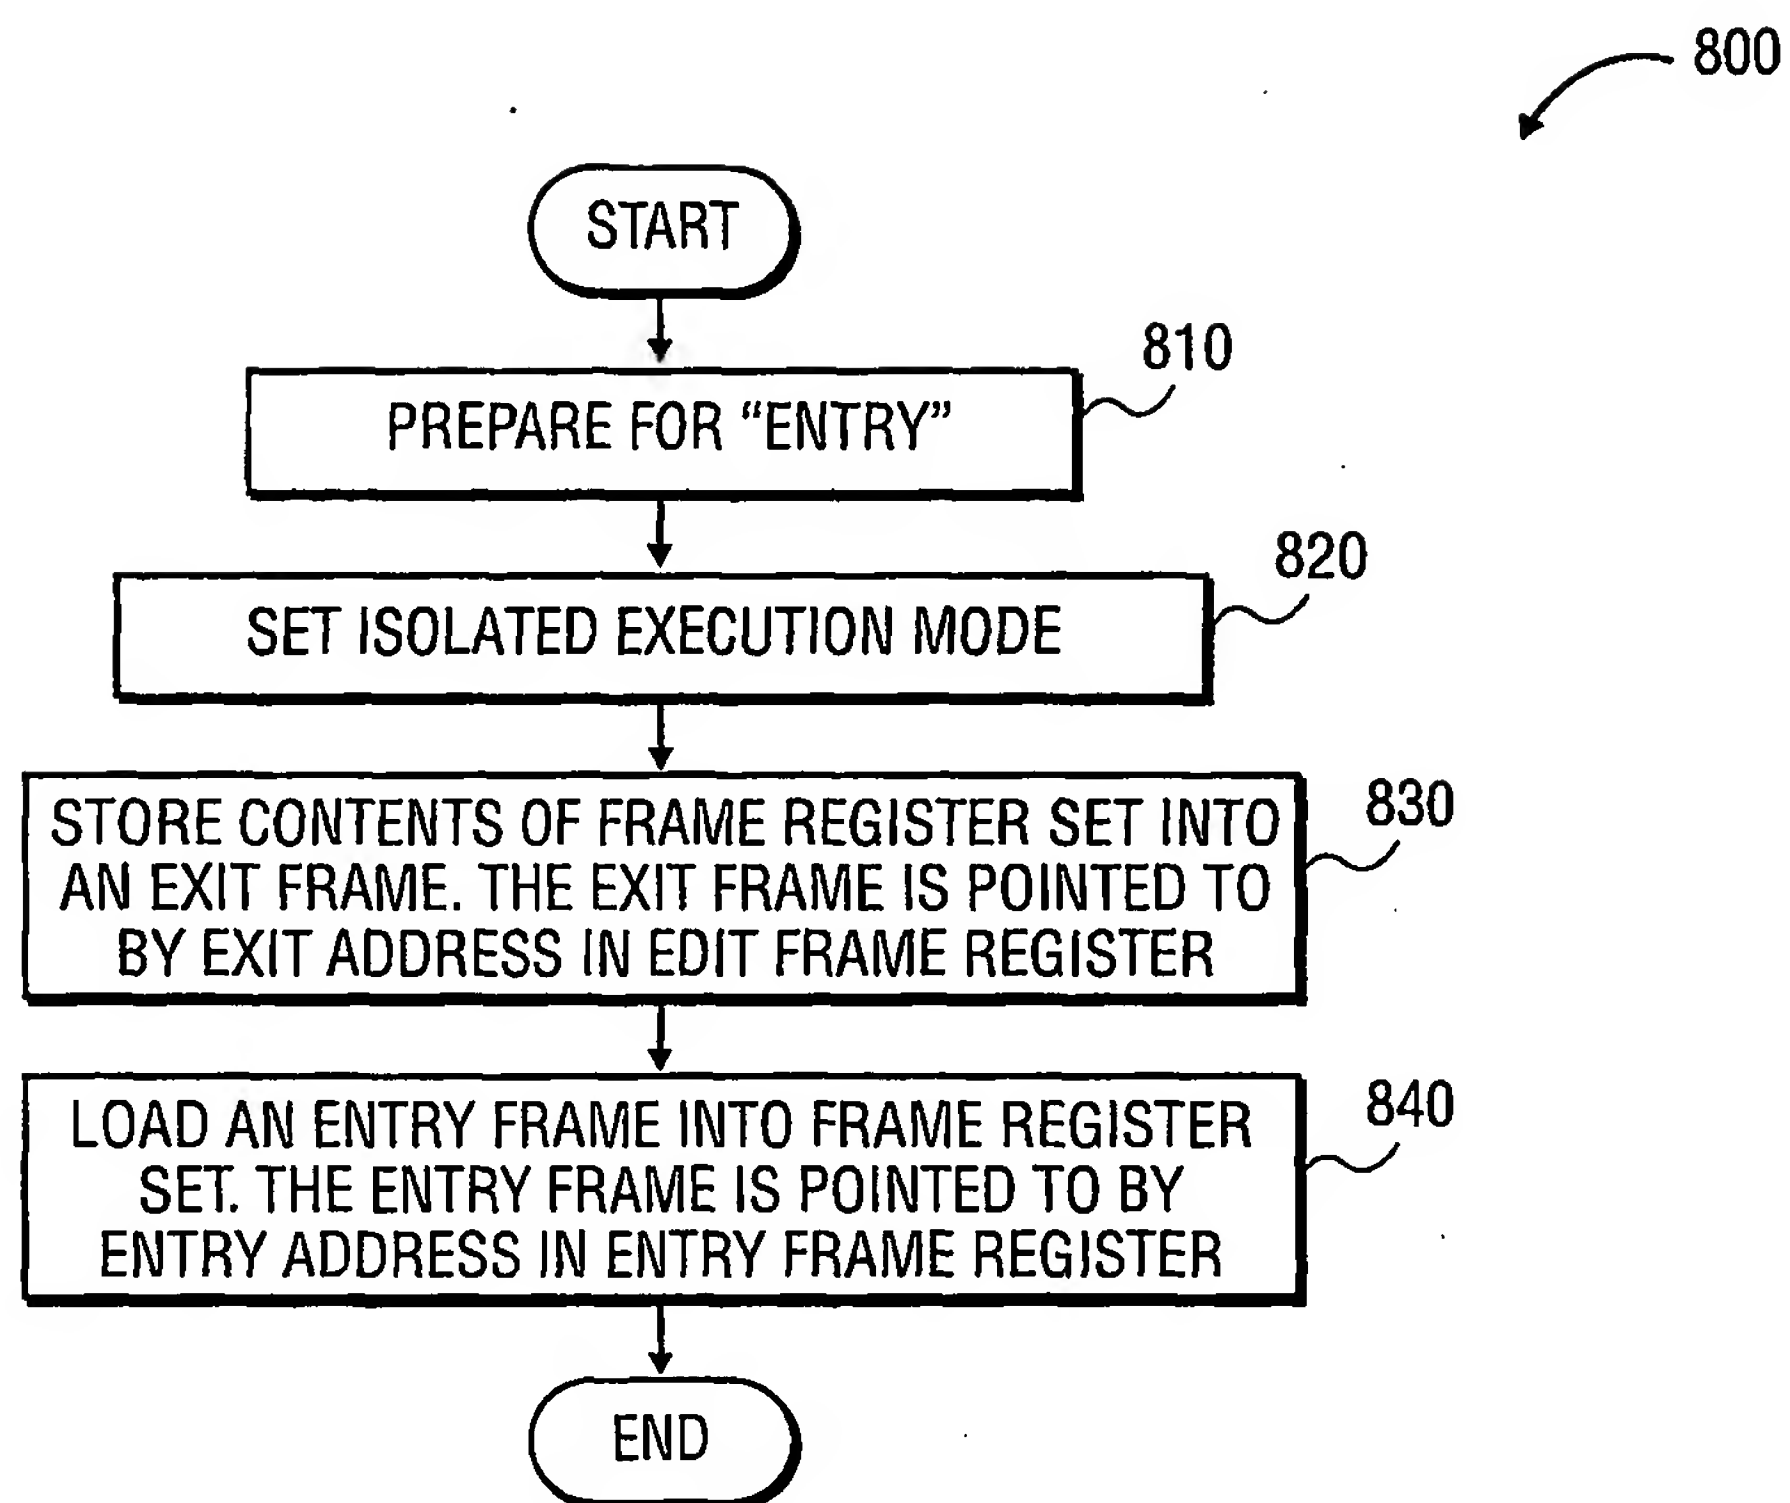 800
START
810
PREPARE FOR “ENTRY”
820
SET ISOLATED EXECUTION MODE
830
STORE CONTENTS OF FRAME REGISTER SET INTO
AN EXIT FRAME. THE EXIT FRAME IS POINTED TO
BY EXIT ADDRESS IN EDIT FRAME REGISTER
840
LOAD AN ENTRY FRAME INTO FRAME REGISTER
SET. THE ENTRY FRAME IS POINTED TO BY
ENTRY ADDRESS IN ENTRY FRAME REGISTER
END